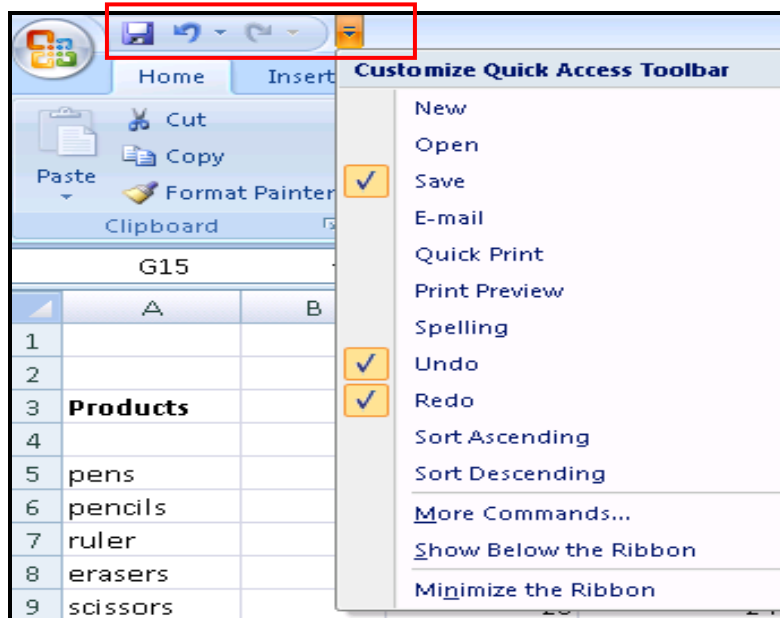 Home Insert
Customize Quick Access Toolbar
Cut
Copy
Paste
Format Painter
Clipboard
New
Open
Save
E-mail
Quick Print
Print Preview
Spelling
Undo
Redo
Sort Ascending
Sort Descending
More Commands...
Show Below the Ribbon
Minimize the Ribbon
G15
A B
1
2
3 Products
4
5 pens
6 pencils
7 ruler
8 erasers
9 scissors